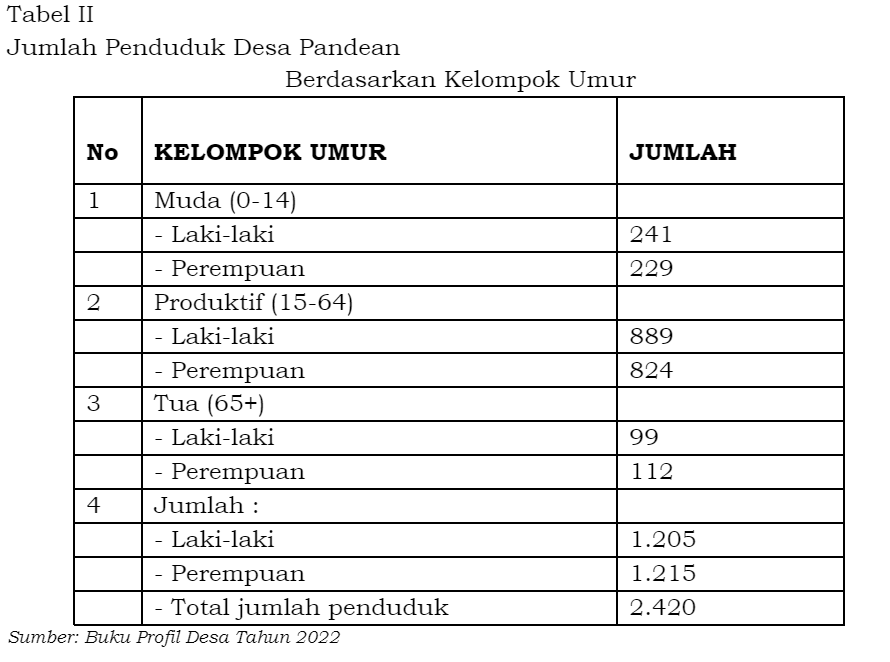 Tabel II
Jumlah Penduduk Desa Pandean
Berdasarkan Kelompok Umur
No KELOMPOK UMUR JUMLAH
1 Muda (0-14)
- Laki-laki 241
- Perempuan 229
2 Produktif (15-64)
- Laki-laki 889
- Perempuan 824
3 Tua (65+)
- Laki-laki 99
- Perempuan 112
4 Jumlah :
- Laki-laki 1.205
- Perempuan 1.215
- Total jumlah penduduk 2.420
Sumber: Buku Profil Desa Tahun 2022